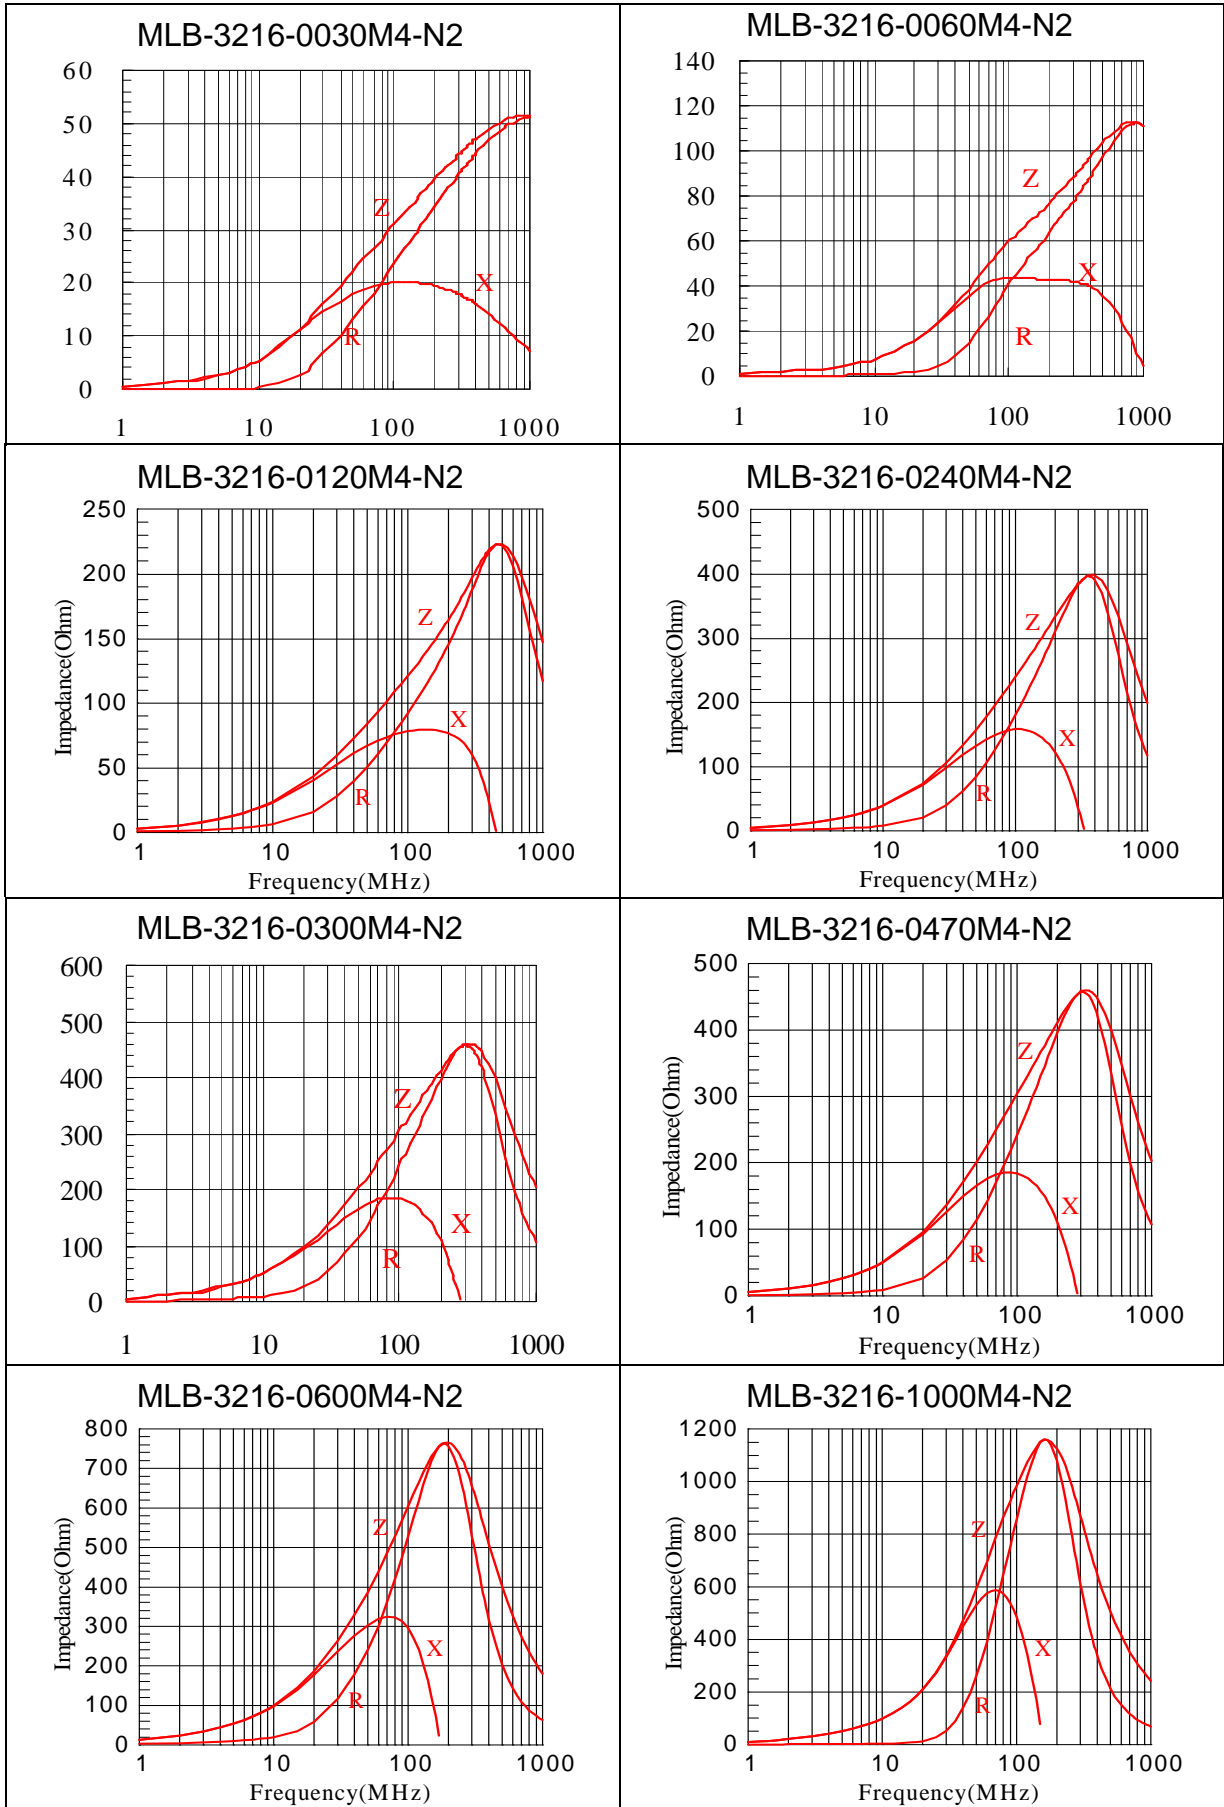 MLB-3216-0030M4-N2
60
50
40
30
20
10
0
Z
X
R
1 10 100 1000
MLB-3216-0060M4-N2
140
120
100
80
60
40
20
0
Z
X
R
1 10 100 1000
MLB-3216-0120M4-N2
250
200
150
100
50
0
Impedance(Ohm)
Z
X
R
1 10 100 1000
Frequency(MHz)
MLB-3216-0240M4-N2
500
400
300
200
100
0
Impedance(Ohm)
Z
X
R
1 10 100 1000
Frequency(MHz)
MLB-3216-0300M4-N2
600
500
400
300
200
100
0
Z
X
R
1 10 100 1000
MLB-3216-0470M4-N2
500
400
300
200
100
0
Impedance(Ohm)
Z
X
R
1 10 100 1000
Frequency(MHz)
MLB-3216-0600M4-N2
800
700
600
500
400
300
200
100
0
Impedance(Ohm)
Z
X
R
1 10 100 1000
Frequency(MHz)
MLB-3216-1000M4-N2
1200
1000
800
600
400
200
0
Impedance(Ohm)
Z
X
R
1 10 100 1000
Frequency(MHz)